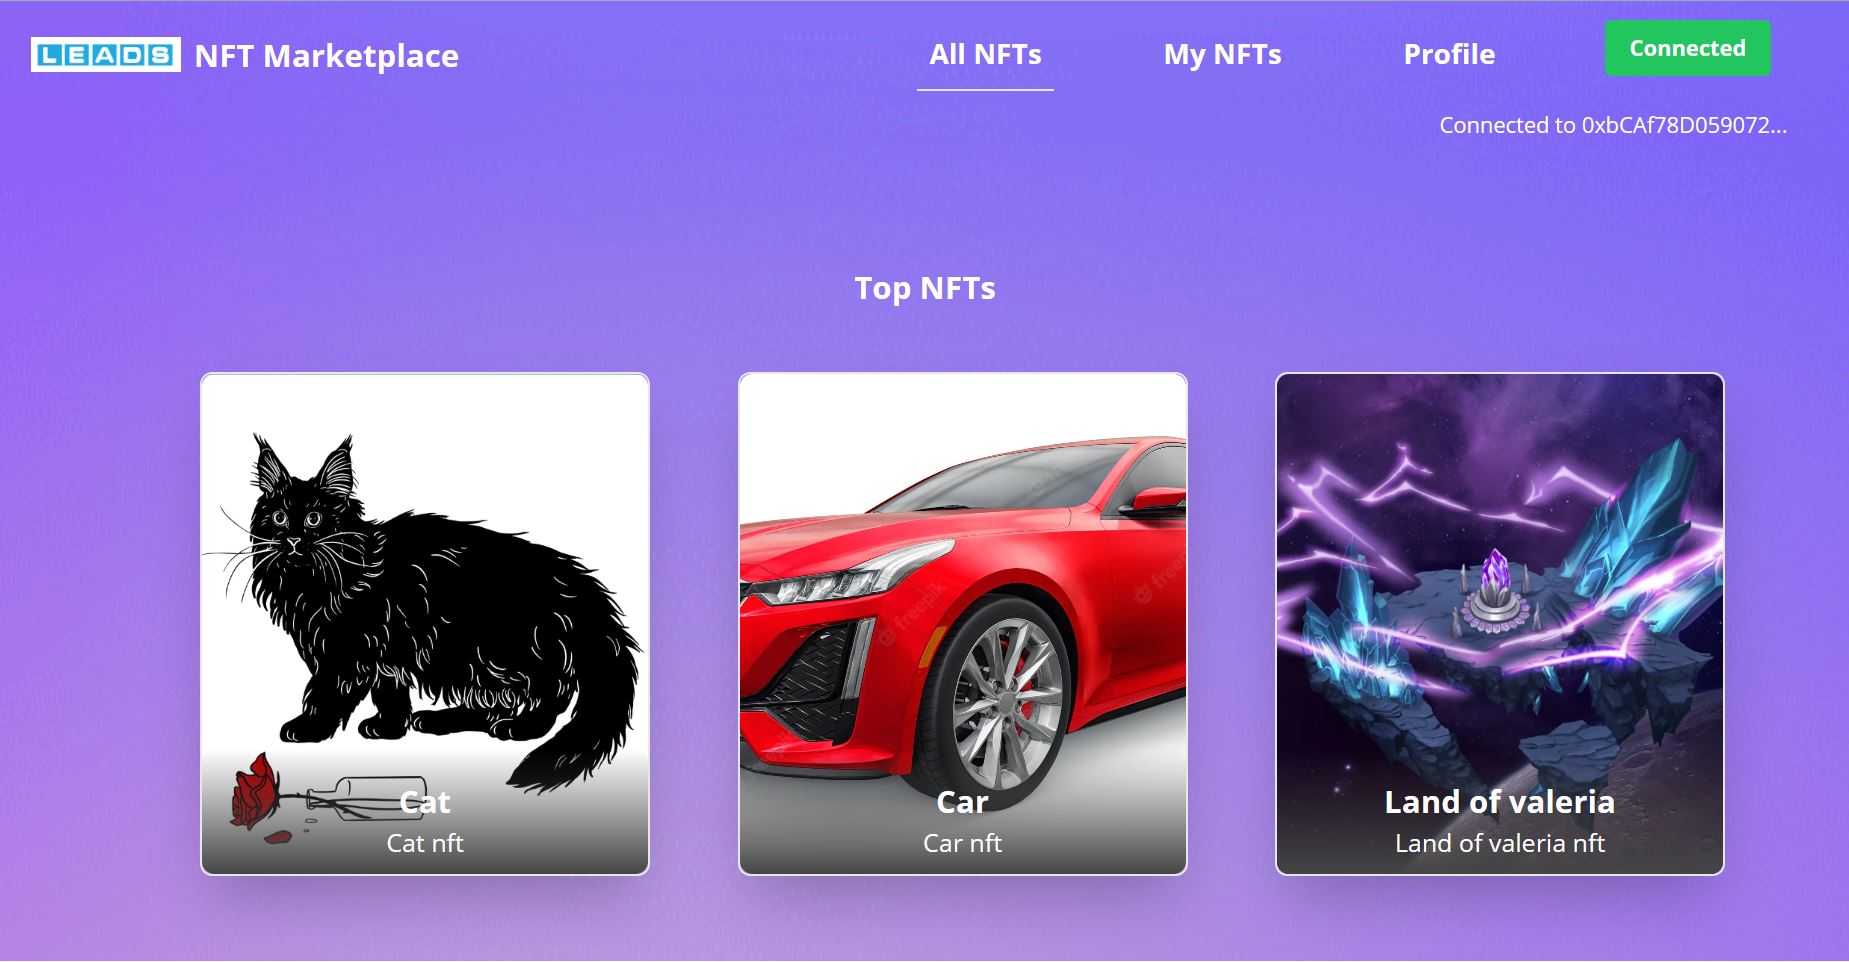 LEADS NFT Marketplace
All NFTs
My NFTs
Profile
Connected
Connected to 0xbCAf78D059072...
Top NFTs
freepik
Cat
Cat nft
Car
Car nft
Land of valeria
Land of valeria nft